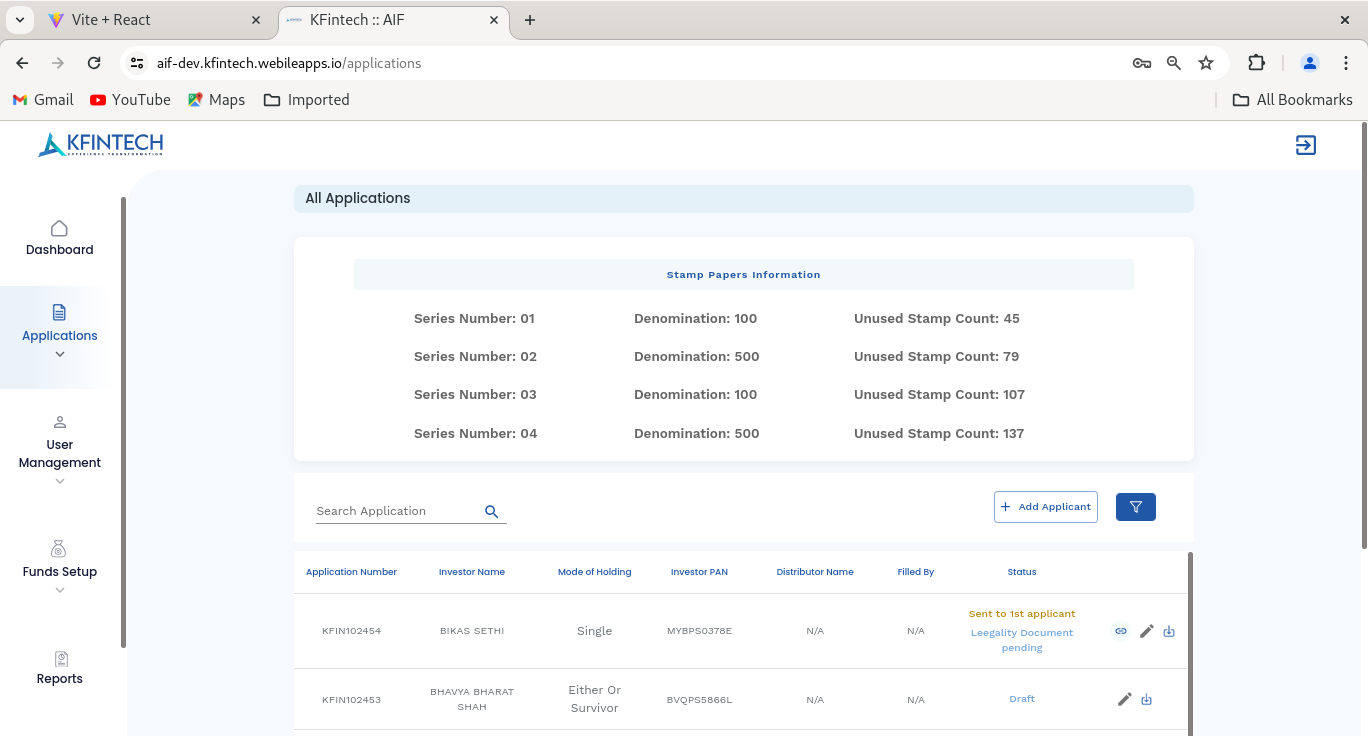 Vite + React
KFintech :: AIF
aif-dev.kfintech.webileapps.io/applications
Gmail
YouTube
Maps
Imported
All Bookmarks
KFINTECH
EXPERIENCE TRANSFORMATION
Dashboard
Applications
User
Management
Funds Setup
Reports
All Applications
Stamp Papers Information
Series Number: 01 Denomination: 100 Unused Stamp Count: 45
Series Number: 02 Denomination: 500 Unused Stamp Count: 79
Series Number: 03 Denomination: 100 Unused Stamp Count: 107
Series Number: 04 Denomination: 500 Unused Stamp Count: 137
Search Application
+ Add Applicant
Application Number Investor Name Mode of Holding Investor PAN Distributor Name Filled By Status
KFIN102454 BIKAS SETHI Single MYBPS0378E N/A N/A Sent to 1st applicant
Leegality Document
pending
KFIN102453 BHAVYA BHARAT
SHAH Either Or
Survivor BVQPS5866L N/A N/A Draft